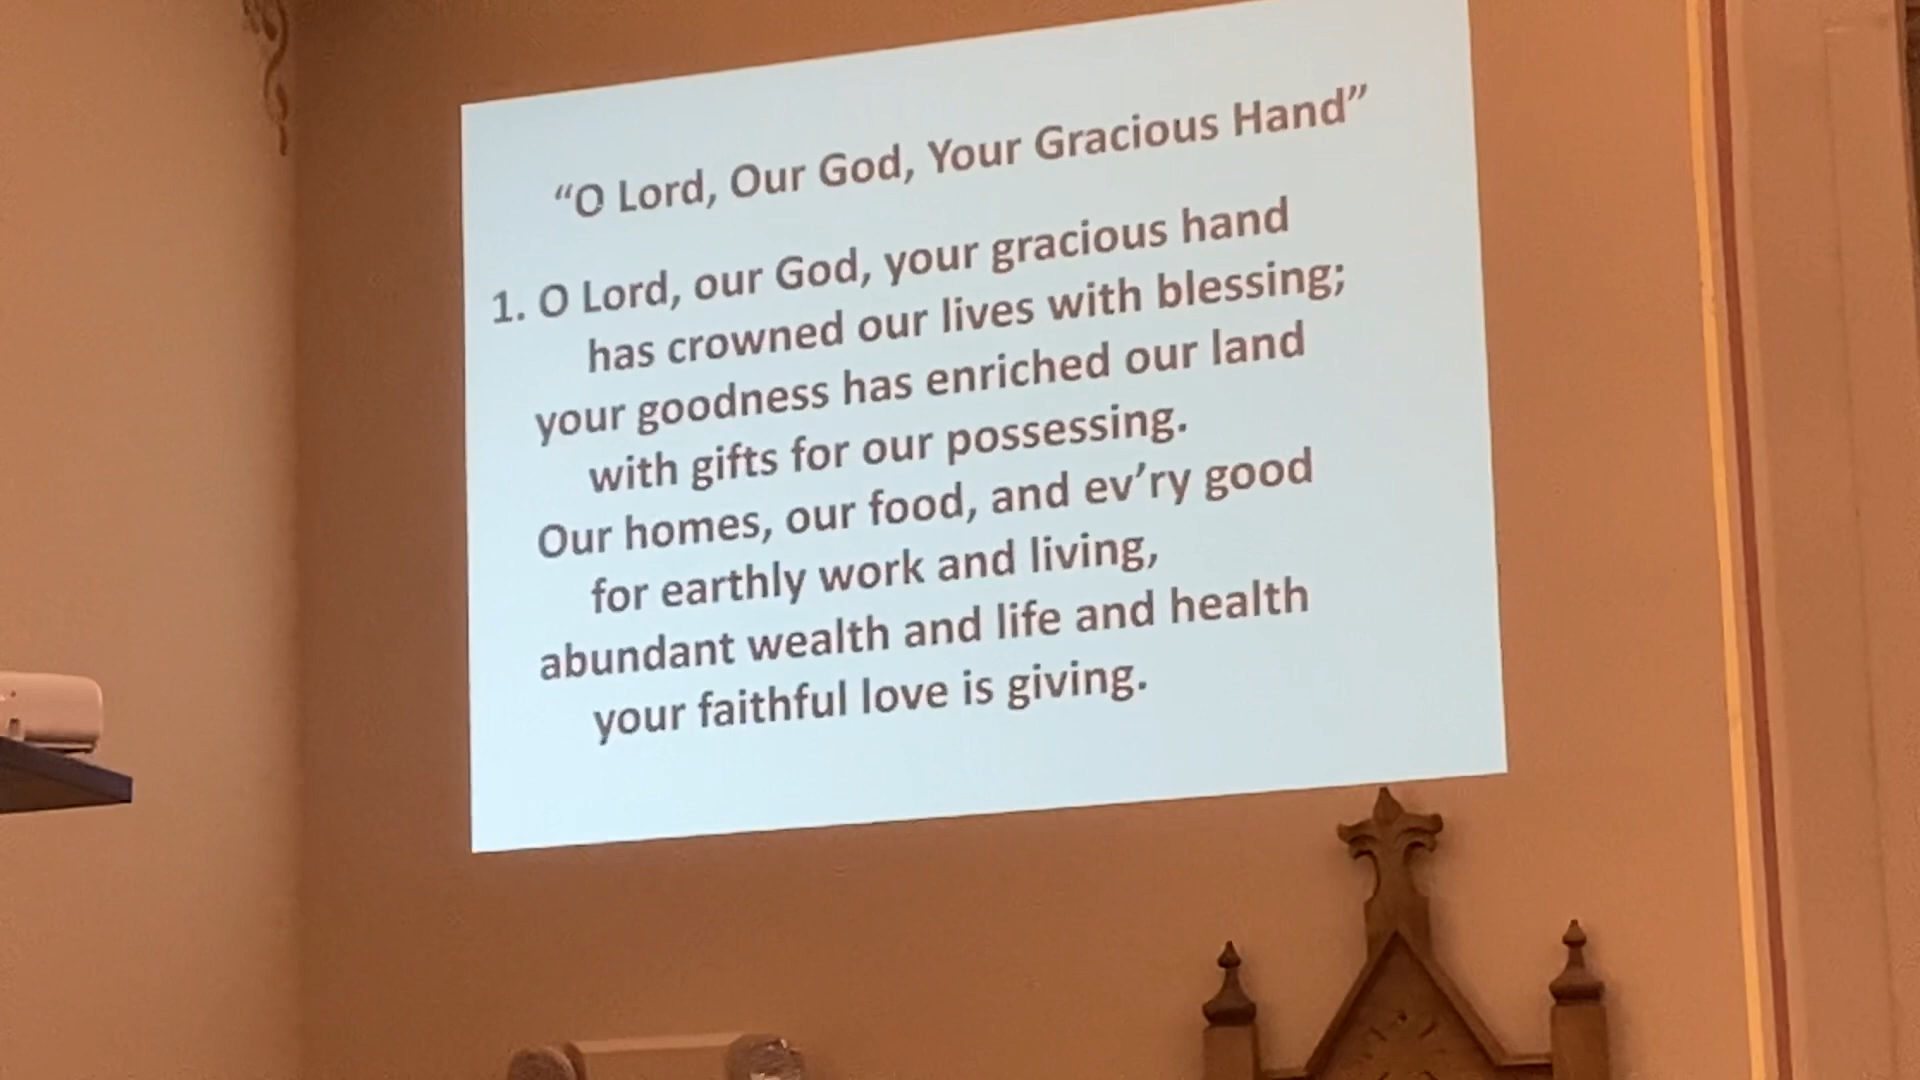 “O Lord, Our God, Your Gracious Hand”
1. O Lord, our God, your gracious hand
has crowned our lives with blessing;
your goodness has enriched our land
with gifts for our possessing.
Our homes, our food, and ev’ry good
for earthly work and living,
abundant wealth and life and health
your faithful love is giving.